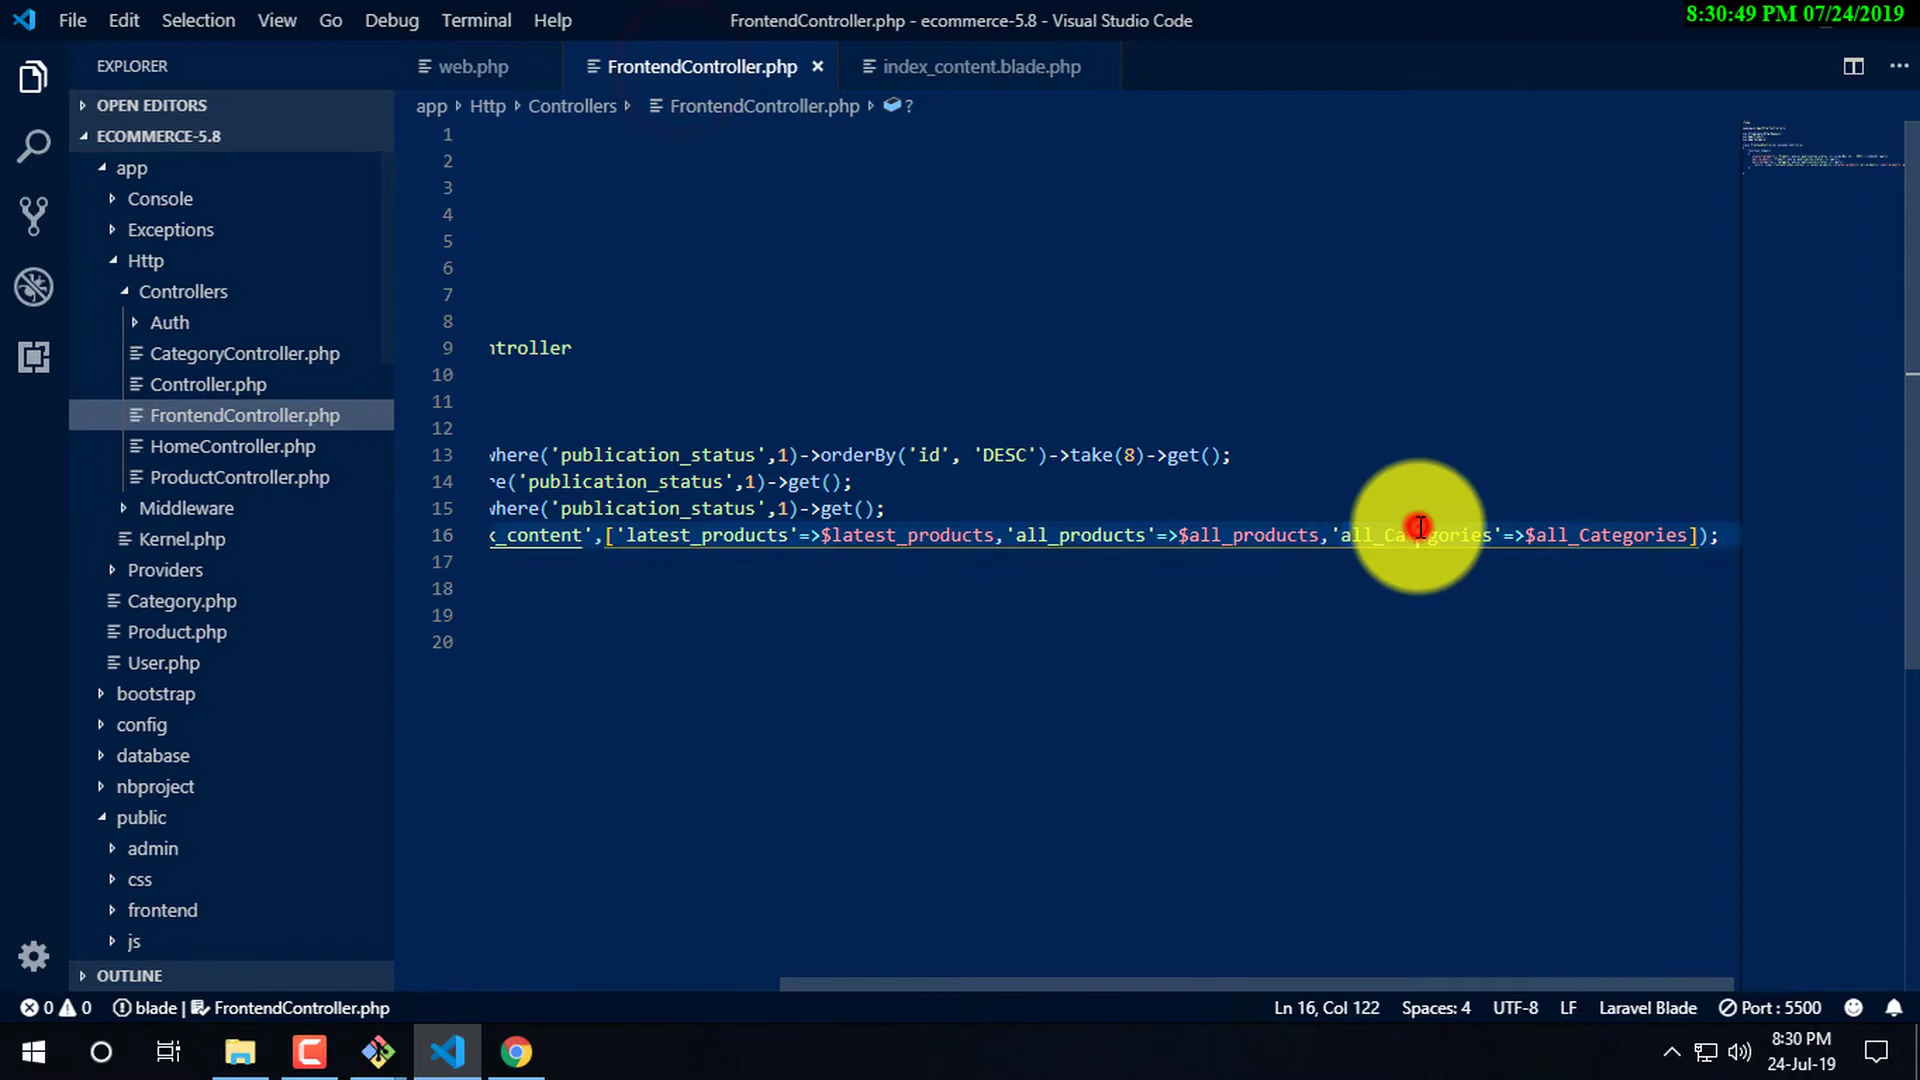 8:30:49 PM 07/24/2019
File Edit Selection View Go Debug Terminal Help
FrontendController.php - ecommerce-5.8 - Visual Studio Code
EXPLORER
web.php FrontendController.php × index_content.blade.php
OPEN EDITORS
ECOMMERCE-5.8
app
Console
Exceptions
Http
Controllers
Auth
CategoryController.php
Controller.php
FrontendController.php
HomeController.php
ProductController.php
Middleware
Kernel.php
Providers
Category.php
Product.php
User.php
bootstrap
config
database
nbproject
public
admin
css
frontend
js
OUTLINE
app Http Controllers FrontendController.php ?
1
2
3
4
5
6
7
8
9 ntroller
10
11
12
13 where('publication_status',1)->orderBy('id', 'DESC')->take(8)->get();
14 re('publication_status',1)->get();
15 where('publication_status',1)->get();
16 x_content',['latest_products'=>$latest_products,'all_products'=>$all_products,'all_Categories'=>$all_Categories]);
17
18
19
20
0 0 blade | FrontendController.php
Ln 16, Col 122 Spaces: 4 UTF-8 LF Laravel Blade Port : 5500
8:30 PM
24-Jul-19